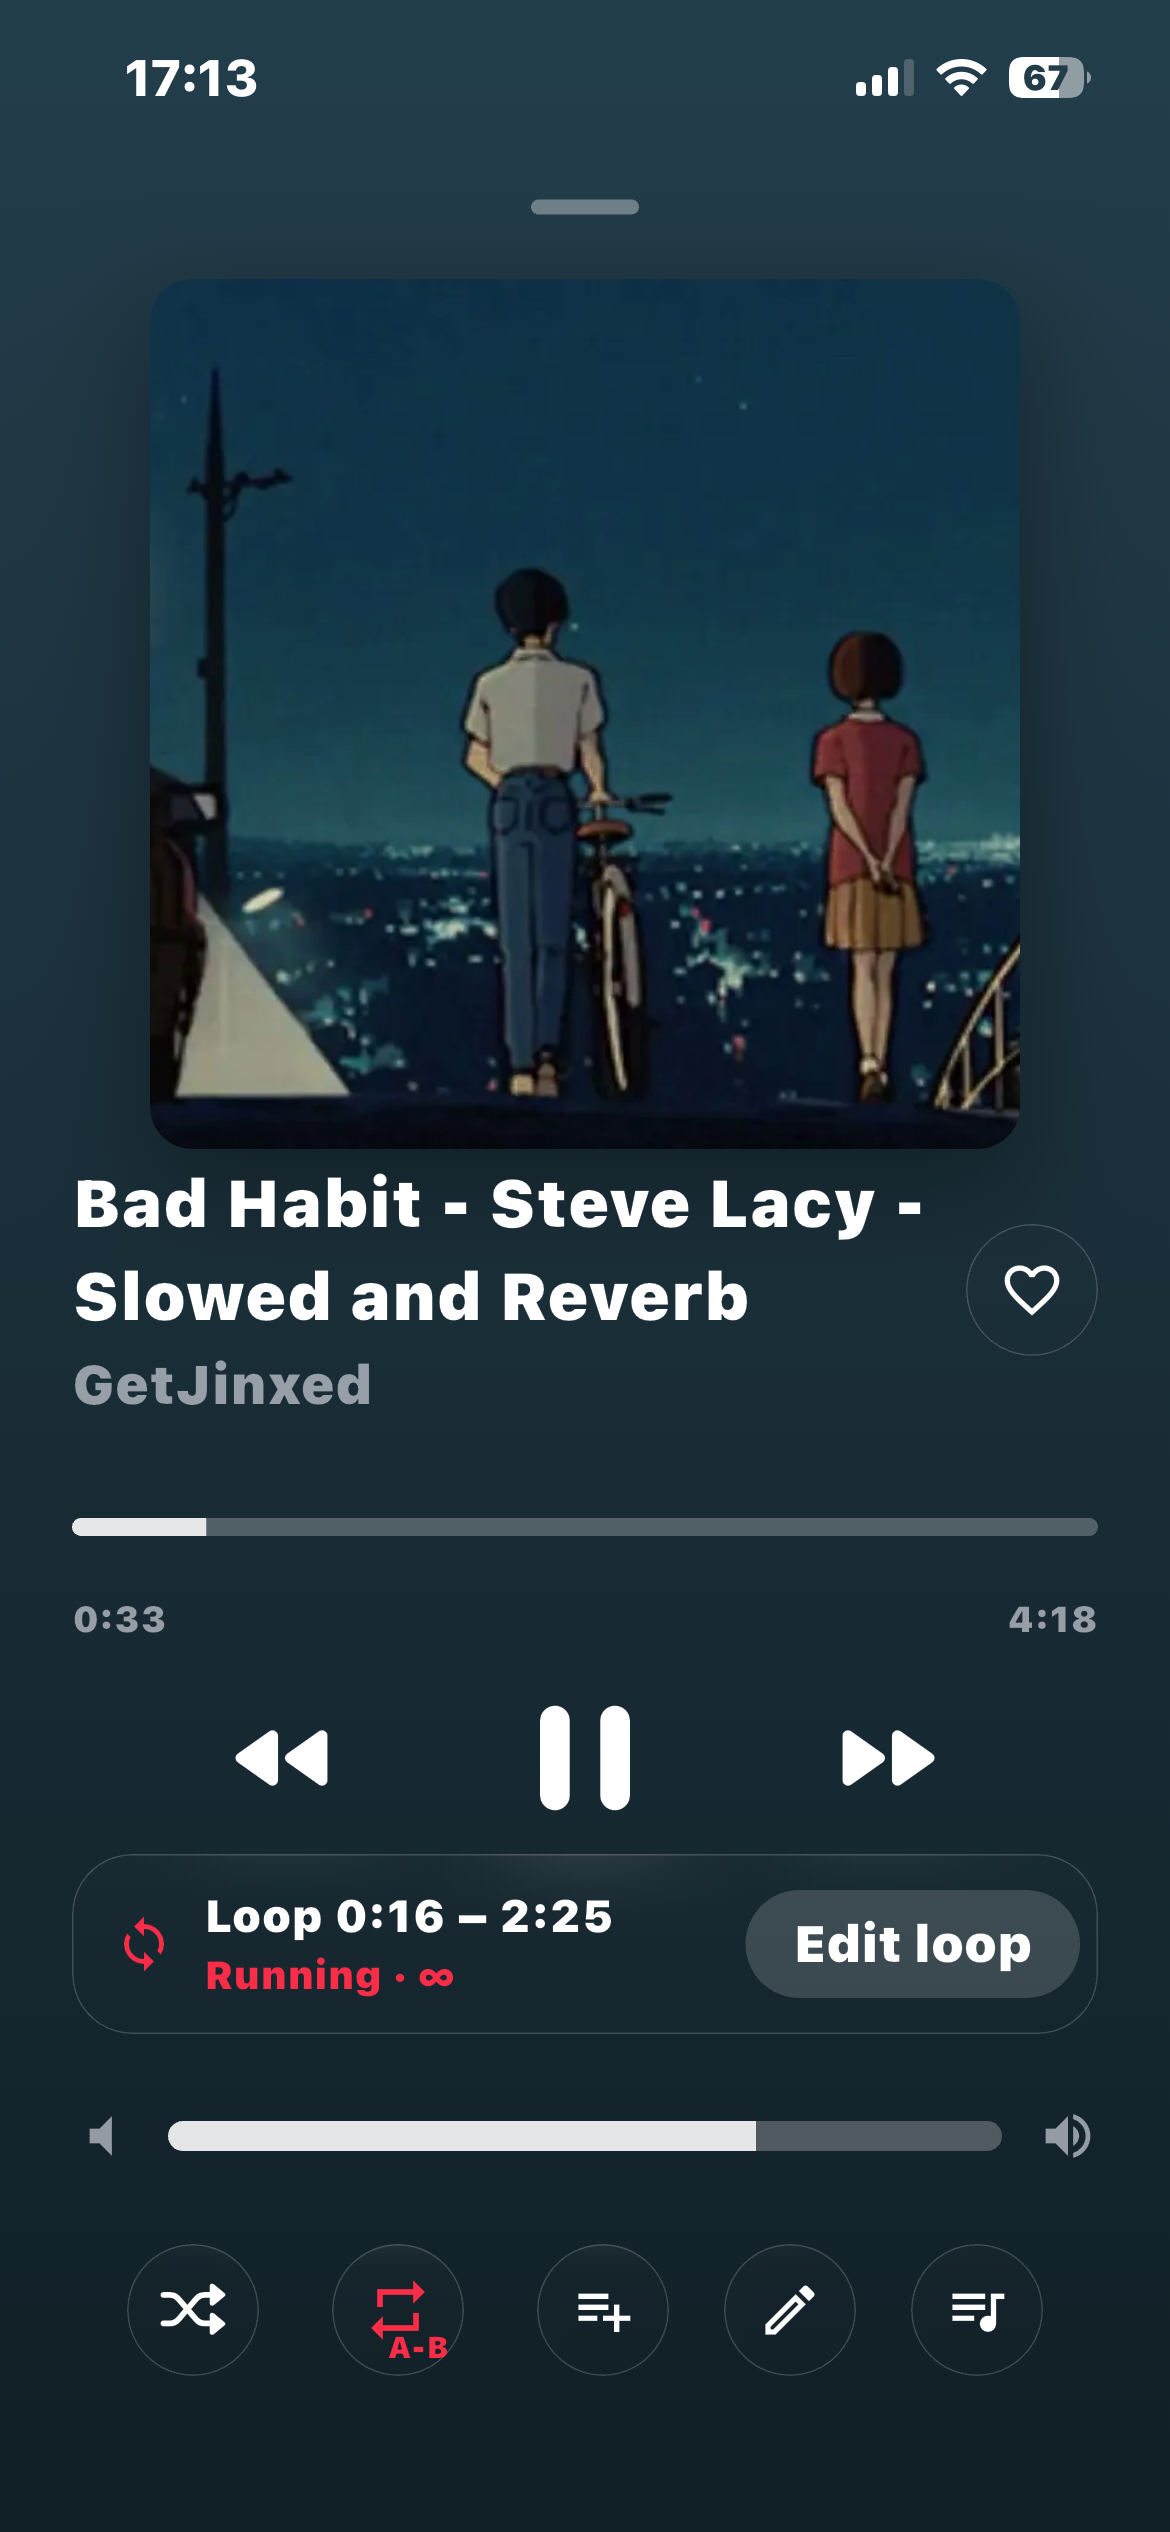 17:13
67
Bad Habit - Steve Lacy -
Slowed and Reverb
GetJinxed
0:33
4:18
Loop 0:16 – 2:25
Running · ∞
Edit loop
A-B